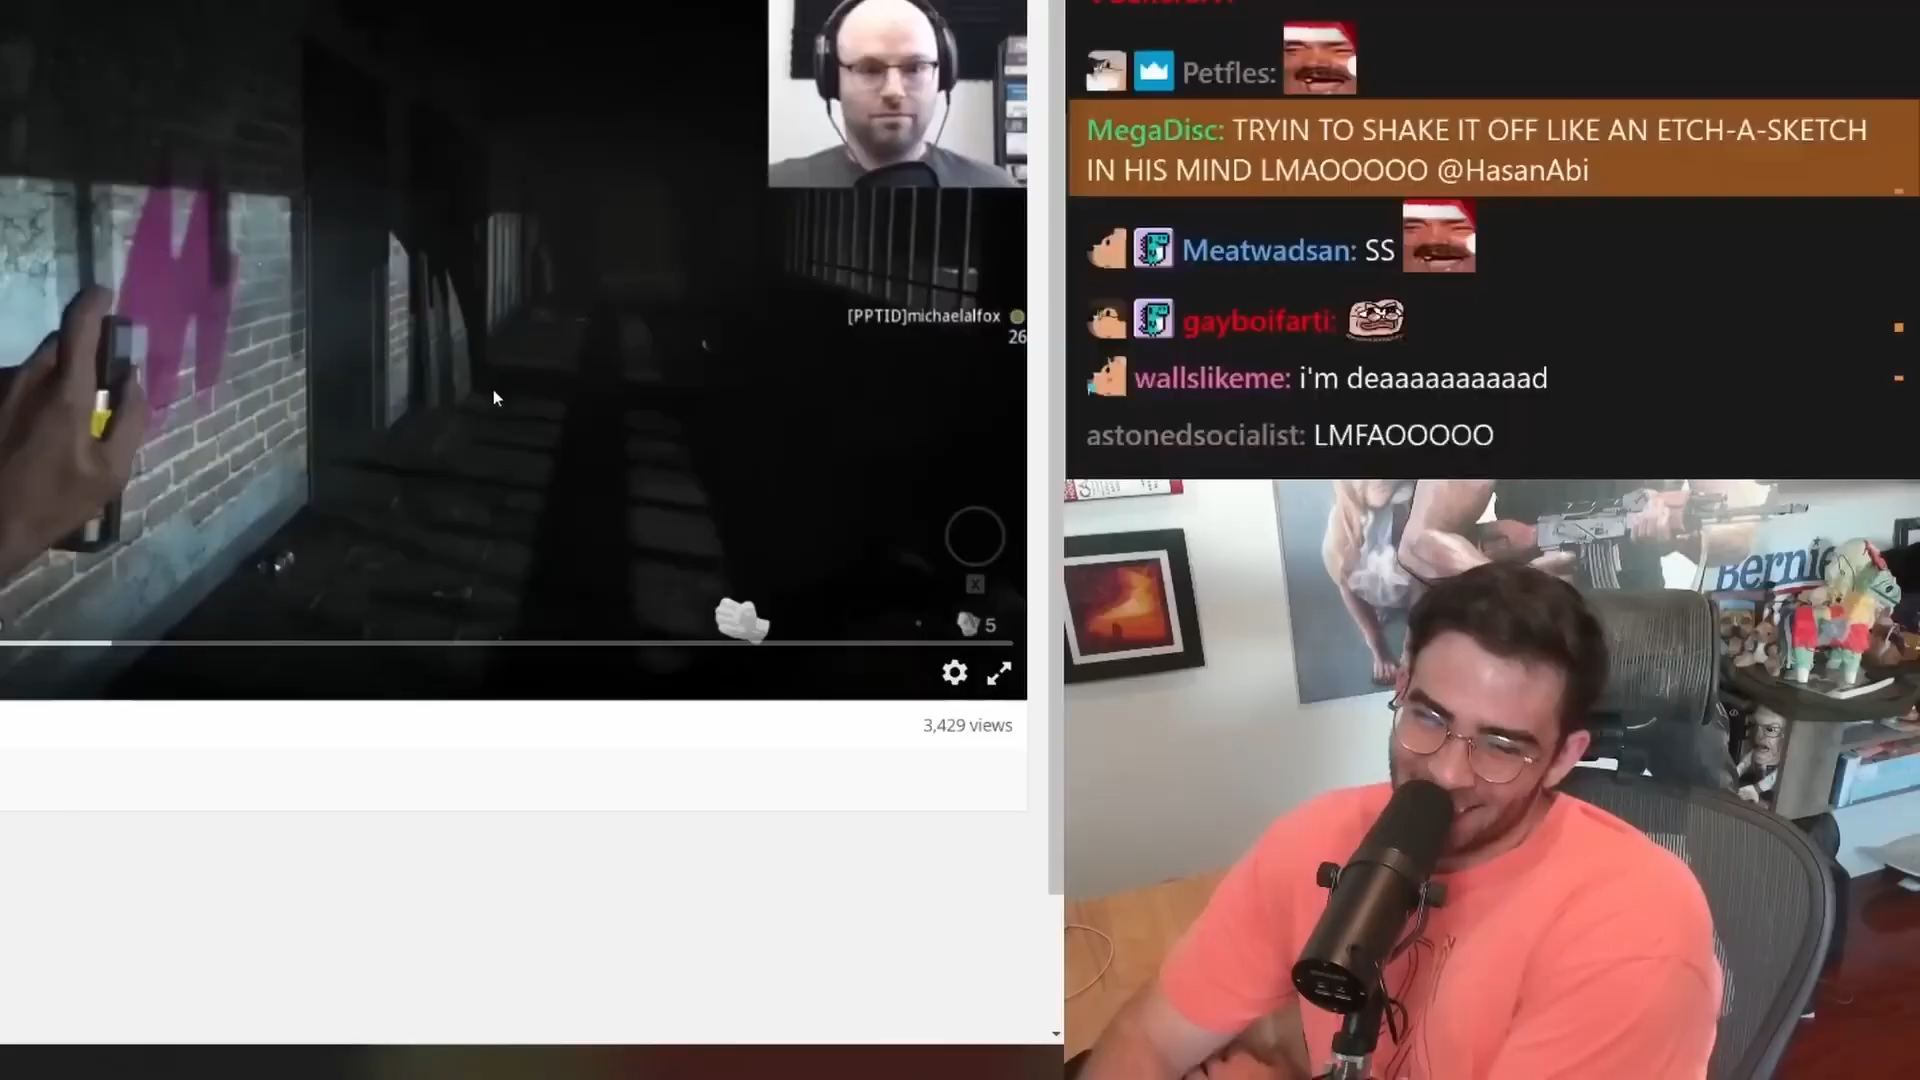 [PPTID]michaelalfox
26
X
5
3,429 views
Petfles:
MegaDisc: TRYIN TO SHAKE IT OFF LIKE AN ETCH-A-SKETCH
IN HIS MIND LMAOOOOO @HasanAbi
Meatwadsan: SS
gayboifarti:
wallslikeme: i'm deaaaaaaaaaad
astonedsocialist: LMFAOOOOO
Bernie